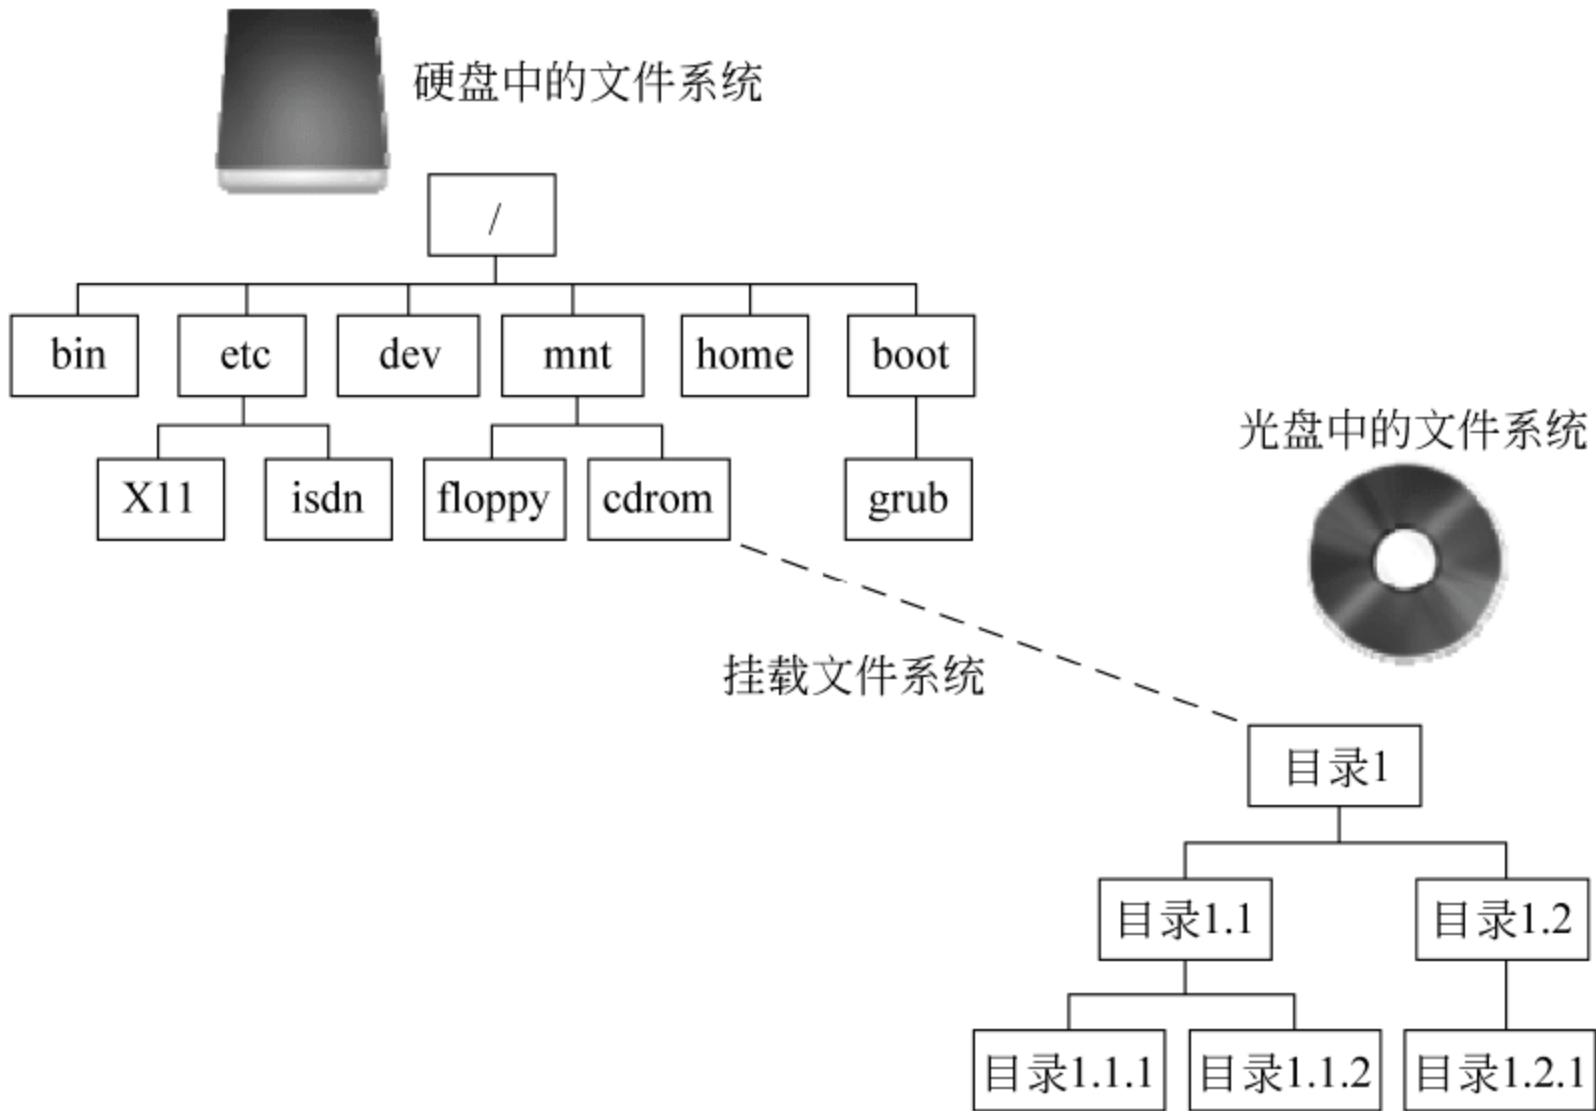 硬盘中的文件系统
/
bin etc dev mnt home boot
光盘中的文件系统
X11 isdn floppy cdrom grub
挂载文件系统
目录1
目录1.1 目录1.2
目录1.1.1 目录1.1.2 目录1.2.1